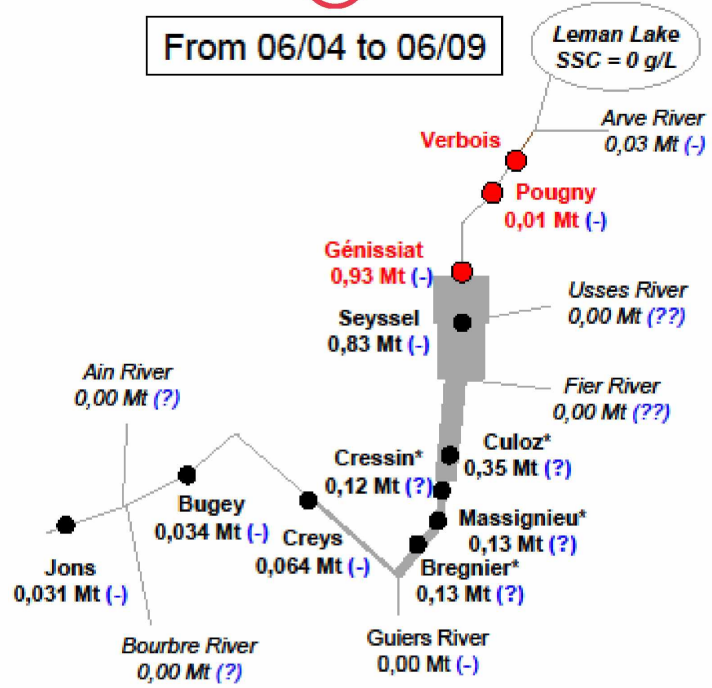 From 06/04 to 06/09
Leman Lake
SSC = 0 g/L
Arve River
0,03 Mt (-)
Verbois
Pougny
0,01 Mt (-)
Génissiat
0,93 Mt (-)
Usses River
0,00 Mt (??)
Seyssel
0,83 Mt (-)
Ain River
0,00 Mt (?)
Fier River
0,00 Mt (??)
Culoz*
0,35 Mt (?)
Cressin*
0,12 Mt (?)
Massignieu*
0,13 Mt (?)
Bugey
0,034 Mt (-)
Creys
0,064 Mt (-)
Bregnier*
0,13 Mt (?)
Jons
0,031 Mt (-)
Guiers River
0,00 Mt (-)
Bourbre River
0,00 Mt (?)